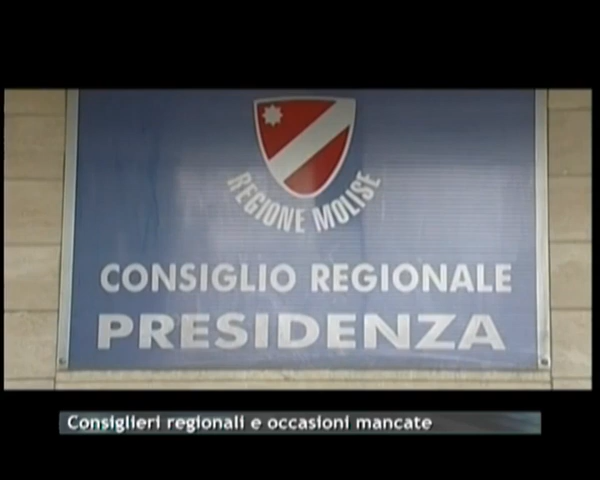 REGIONE MOLISE
CONSIGLIO REGIONALE
PRESIDENZA
Consiglieri regionali e occasioni mancate